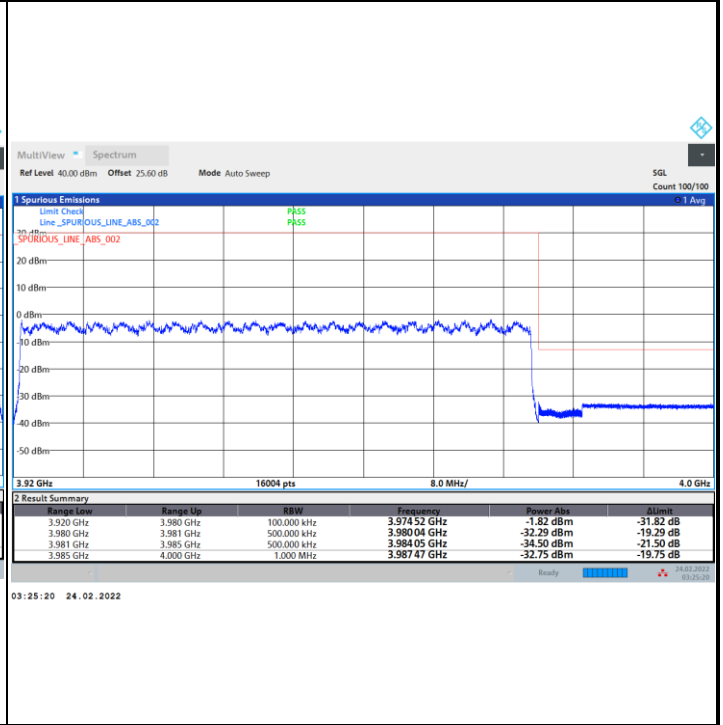 MultiView Spectrum
Ref Level 40.00 dBm Offset 25.60 dB Mode Auto Sweep SGL
Count 100/100
1 Spurious Emissions 1 Avg
Limit Check PASS
Line _SPURIOUS_LINE_ABS_002 PASS
30 dBm
_SPURIOUS_LINE_ABS_002
20 dBm
10 dBm
0 dBm
-10 dBm
-20 dBm
-30 dBm
-40 dBm
-50 dBm
3.92 GHz 16004 pts 8.0 MHz/ 4.0 GHz
2 Result Summary
Range Low Range Up RBW Frequency Power Abs ΔLimit
3.920 GHz 3.980 GHz 100.000 kHz 3.974 52 GHz -1.82 dBm -31.82 dB
3.980 GHz 3.981 GHz 500.000 kHz 3.980 04 GHz -32.29 dBm -19.29 dB
3.981 GHz 3.985 GHz 500.000 kHz 3.984 05 GHz -34.50 dBm -21.50 dB
3.985 GHz 4.000 GHz 1.000 MHz 3.987 47 GHz -32.75 dBm -19.75 dB
Ready 24.02.2022
03:25:20
03:25:20 24.02.2022